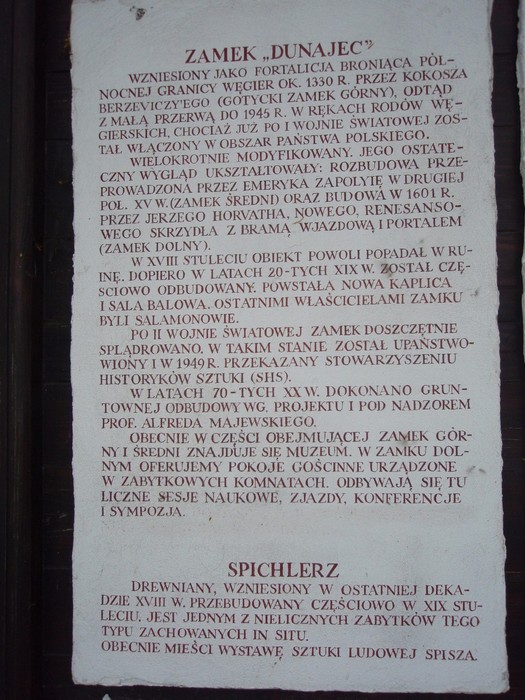 ZAMEK „DUNAJEC"
WZNIESIONY JAKO FORTALICJA BRONIĄCA PÓŁ-
NOCNEJ GRANICY WĘGIER OK. 1330 R. PRZEZ KOKOSZA
BERZEVICZY'EGO (GOTYCKI ZAMEK GÓRNY), ODTĄD
Z MAŁĄ PRZERWĄ DO 1945 R. W RĘKACH RODÓW WĘ-
GIERSKICH, CHOCIAŻ JUŻ PO I WOJNIE ŚWIATOWEJ ZOS-
TAŁ WŁĄCZONY W OBSZAR PAŃSTWA POLSKIEGO.
WIELOKROTNIE MODYFIKOWANY. JEGO OSTATE-
CZNY WYGLĄD UKSZTAŁTOWAŁY: ROZBUDOWA PRZE-
PROWADZONA PRZEZ EMERYKA ZAPOLYIĘ W DRUGIEJ
POŁ. XV W. (ZAMEK ŚREDNI) ORAZ BUDOWA W 1601 R.
PRZEZ JERZEGO HORVATHA, NOWEGO, RENESANSO-
WEGO SKRZYDŁA Z BRAMĄ WJAZDOWĄ I PORTALEM
(ZAMEK DOLNY).
W XVIII STULECIU OBIEKT POWOLI POPADAŁ W RU-
INĘ. DOPIERO W LATACH 20-TYCH XIX W. ZOSTAŁ CZĘ-
ŚCIOWO ODBUDOWANY. POWSTAŁA NOWA KAPLICA
I SALA BALOWA. OSTATNIMI WŁAŚCICIELAMI ZAMKU
BYLI SALAMONOWIE.
PO II WOJNIE ŚWIATOWEJ ZAMEK DOSZCZĘTNIE
SPLĄDROWANO. W TAKIM STANIE ZOSTAŁ UPAŃSTWO-
WIONY I W 1949 R. PRZEKAZANY STOWARZYSZENIU
HISTORYKÓW SZTUKI (SHS).
W LATACH 70-TYCH XX W. DOKONANO GRUN-
TOWNEJ ODBUDOWY WG. PROJEKTU I POD NADZOREM
PROF. ALFREDA MAJEWSKIEGO.
OBECNIE W CZĘŚCI OBEJMUJĄCEJ ZAMEK GÓR-
NY I ŚREDNI ZNAJDUJE SIĘ MUZEUM. W ZAMKU DOL-
NYM OFERUJEMY POKOJE GOŚCINNE URZĄDZONE
W ZABYTKOWYCH KOMNATACH. ODBYWAJĄ SIĘ TU
LICZNE SESJE NAUKOWE, ZJAZDY, KONFERENCJE
I SYMPOZJA.
SPICHLERZ
DREWNIANY, WZNIESIONY W OSTATNIEJ DEKA-
DZIE XVIII W. PRZEBUDOWANY CZĘŚCIOWO W XIX STU-
LECIU. JEST JEDNYM Z NIELICZNYCH ZABYTKÓW TEGO
TYPU ZACHOWANYCH IN SITU.
OBECNIE MIEŚCI WYSTAWĘ SZTUKI LUDOWEJ SPISZA.